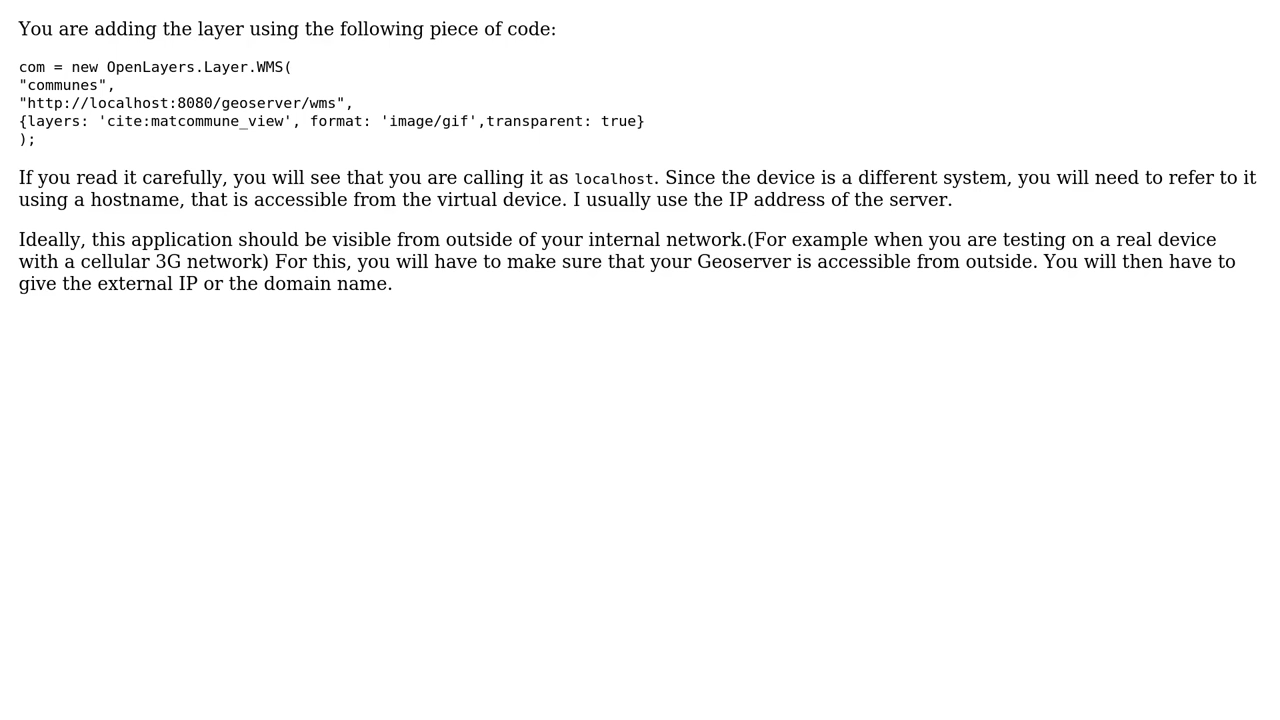 You are adding the layer using the following piece of code:
com = new OpenLayers.Layer.WMS(
"communes",
"http://localhost:8080/geoserver/wms",
{layers: 'cite:matcommune_view', format: 'image/gif',transparent: true}
);
If you read it carefully, you will see that you are calling it as localhost. Since the device is a different system, you will need to refer to it
using a hostname, that is accessible from the virtual device. I usually use the IP address of the server.
Ideally, this application should be visible from outside of your internal network.(For example when you are testing on a real device
with a cellular 3G network) For this, you will have to make sure that your Geoserver is accessible from outside. You will then have to
give the external IP or the domain name.